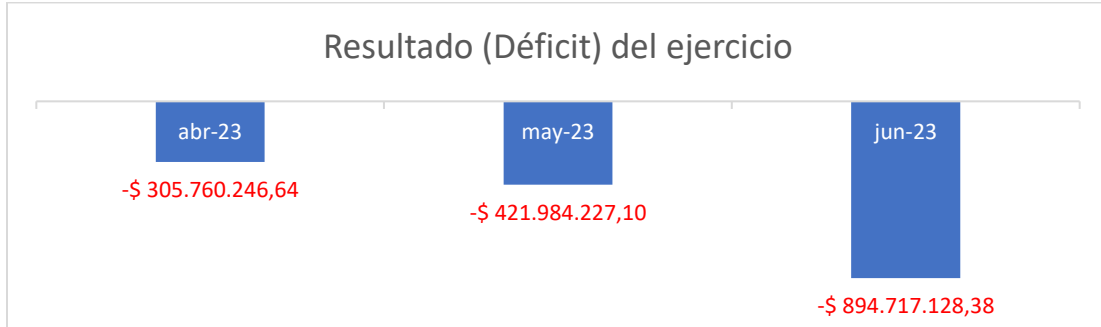 Resultado (Déficit) del ejercicio
abr-23
may-23
jun-23
-$ 305.760.246,64
-$ 421.984.227,10
-$ 894.717.128,38